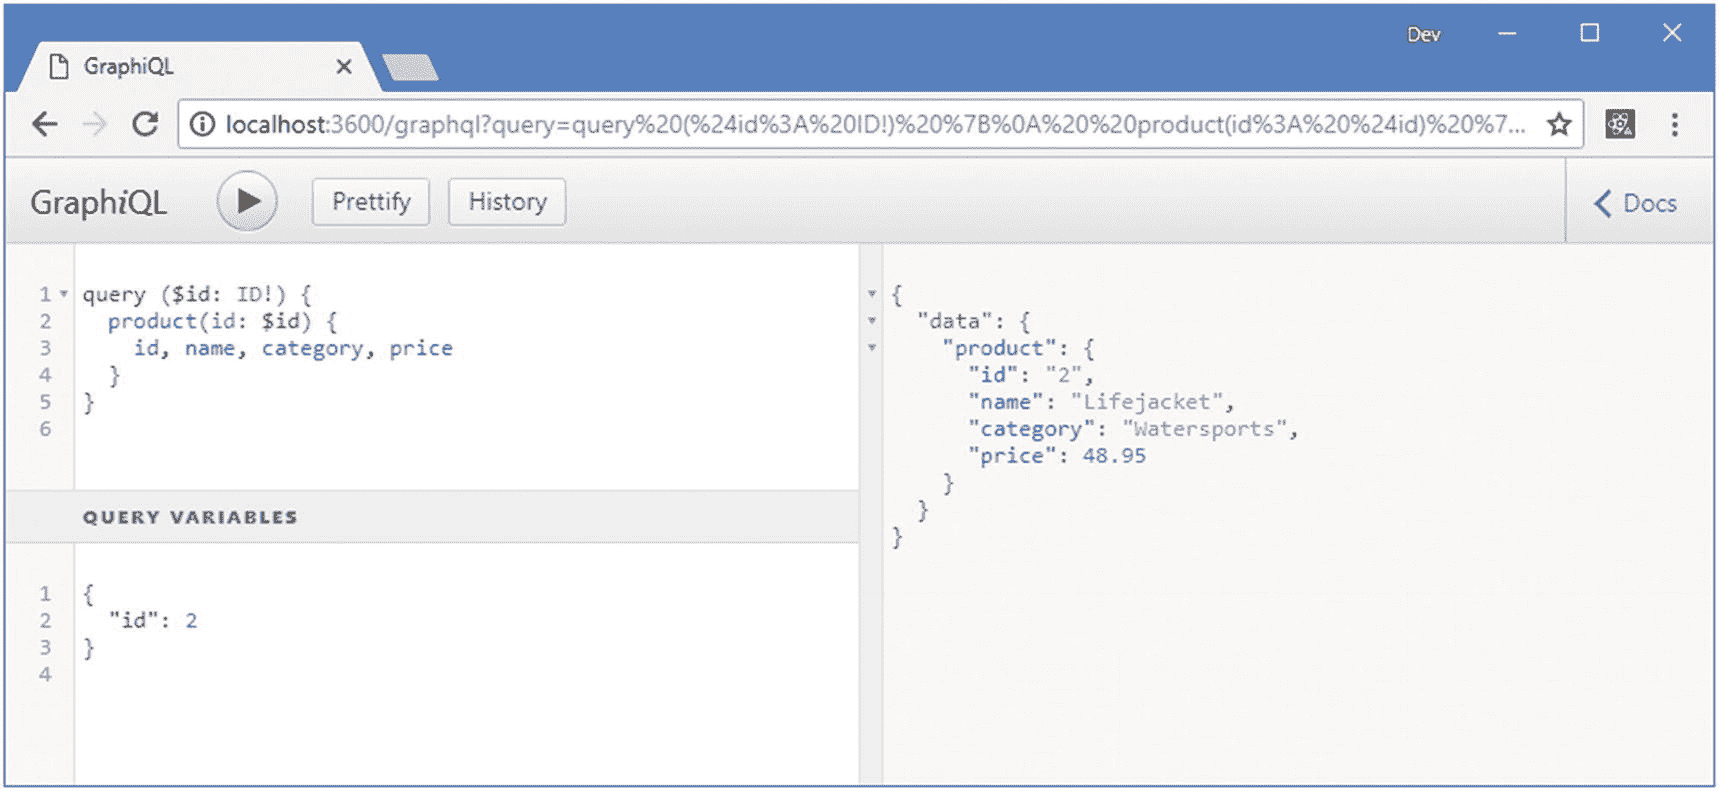 Dev
GraphiQL
localhost:3600/graphql?query=query%20(%24id%3A%20ID!)%20%7B%0A%20%20product(id%3A%20%24id)%20%7...
GraphiQL
Prettify
History
Docs
1 query ($id: ID!) {
2 product(id: $id) {
3 id, name, category, price
4 }
5 }
6
QUERY VARIABLES
1 {
2 "id": 2
3 }
4
{
"data": {
"product": {
"id": "2",
"name": "Lifejacket",
"category": "Watersports",
"price": 48.95
}
}
}